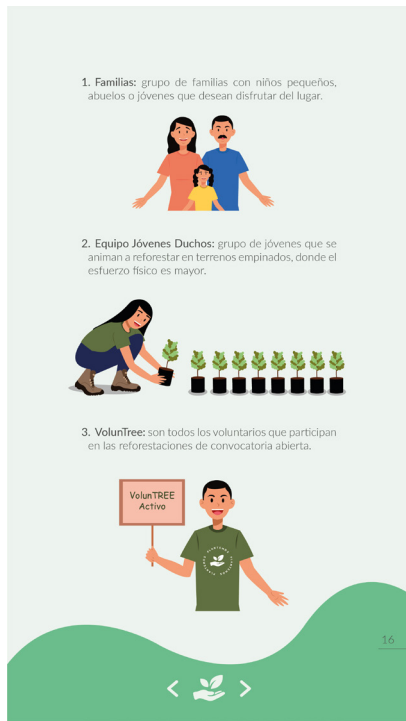 1. Familias: grupo de familias con niños pequeños,
abuelos o jóvenes que desean disfrutar del lugar.
2. Equipo Jóvenes Duchos: grupo de jóvenes que se
animan a reforestar en terrenos empinados, donde el
esfuerzo físico es mayor.
3. VolunTree: son todos los voluntarios que participan
en las reforestaciones de convocatoria abierta.
VolunTREE
Activo
16